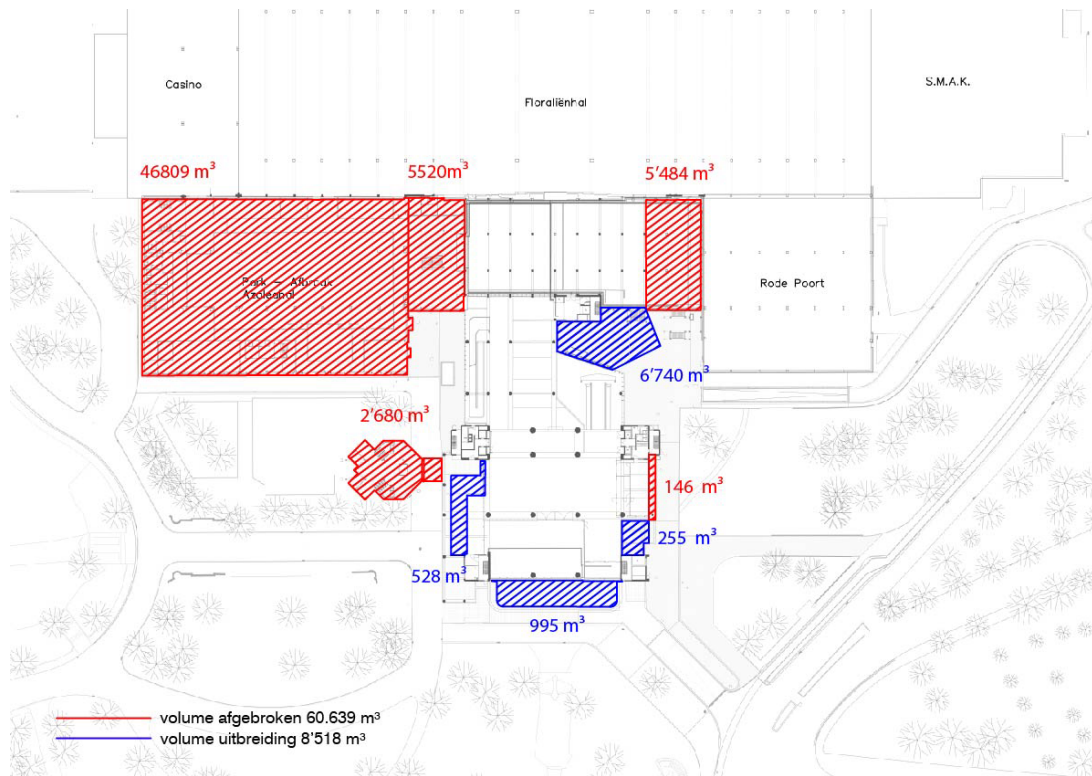 Casino
Floraliënhal
S.M.A.K.
46809 m³
5520m³
5'484 m³
Azaleahal
Rode Poort
6'740 m³
2'680 m³
146 m³
255 m³
528 m³
995 m³
volume afgebroken 60.639 m³
volume uitbreiding 8'518 m³